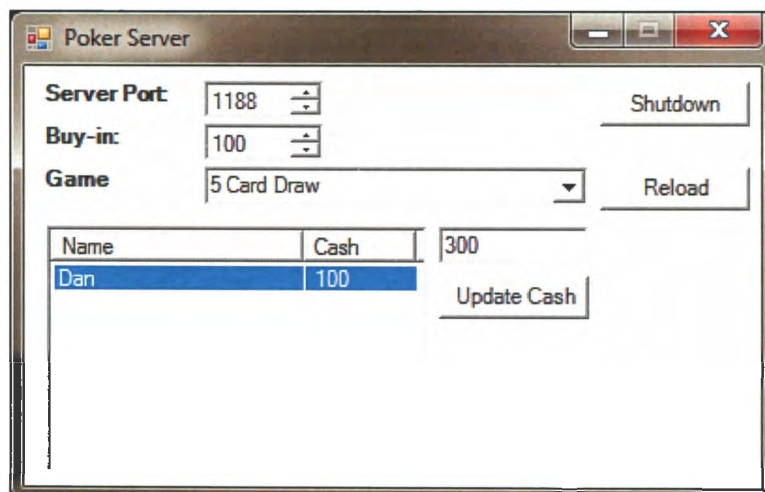 Poker Server
Server Port:
1188
Shutdown
Buy-in:
100
Game
5 Card Draw
Reload
Name Cash
300
Dan 100
Update Cash